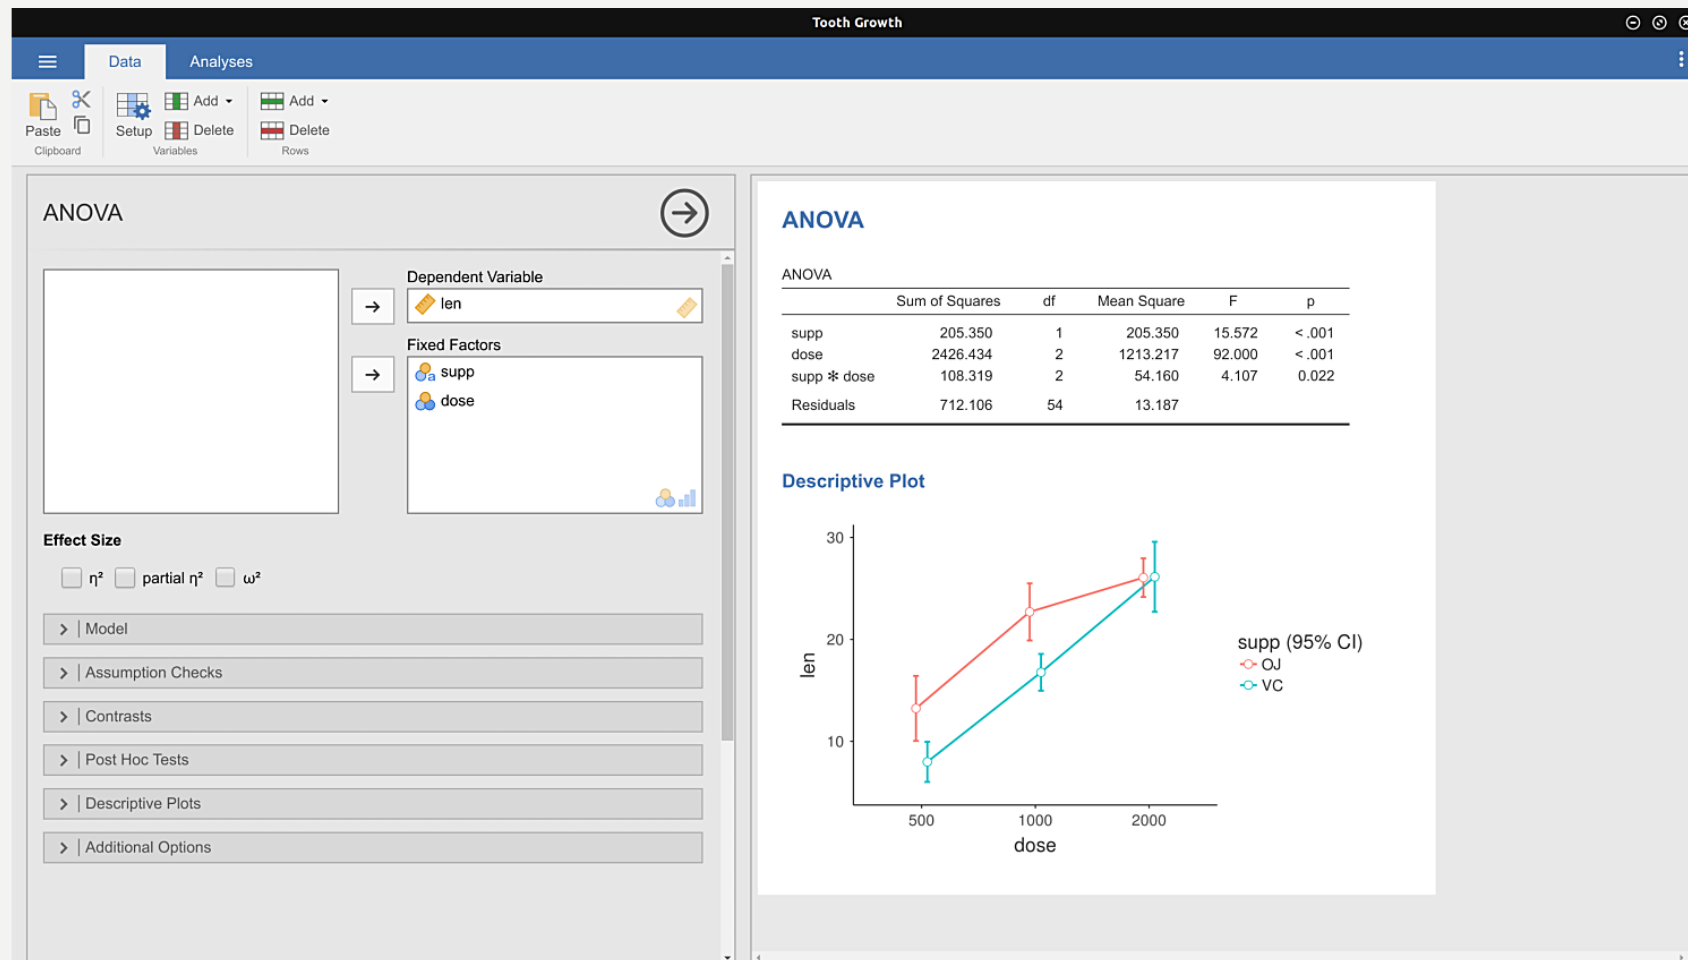 Tooth Growth
Data Analyses
Paste
Clipboard
Setup
Add
Delete
Variables
Add
Delete
Rows
ANOVA
Dependent Variable
len
Fixed Factors
supp
dose
Effect Size
η² partial η² ω²
Model
Assumption Checks
Contrasts
Post Hoc Tests
Descriptive Plots
Additional Options
ANOVA
ANOVA
Sum of Squares df Mean Square F p
supp 205.350 1 205.350 15.572 < .001
dose 2426.434 2 1213.217 92.000 < .001
supp ✻ dose 108.319 2 54.160 4.107 0.022
Residuals 712.106 54 13.187
Descriptive Plot
30
20
10
len
500 1000 2000
dose
supp (95% CI)
OJ
VC